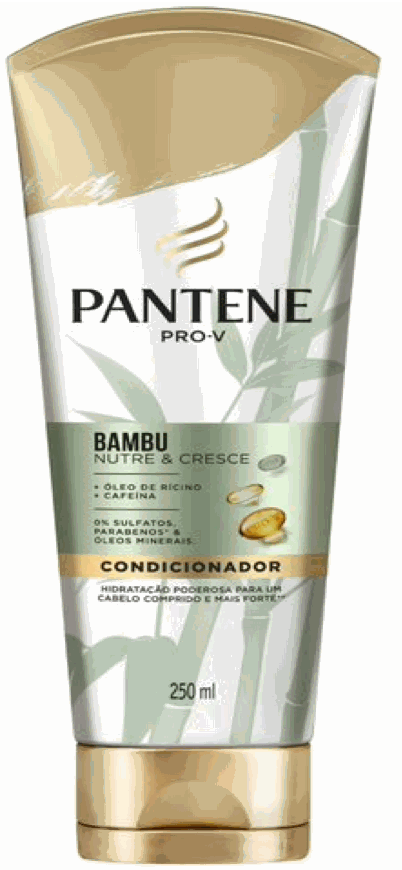 PANTENE
PRO-V
BAMBU
NUTRE & CRESCE
+ ÓLEO DE RÍCINO
+ CAFEÍNA
0% SULFATOS,
PARABENOS* &
ÓLEOS MINERAIS
CONDICIONADOR
HIDRATAÇÃO PODEROSA PARA UM
CABELO COMPRIDO E MAIS FORTE**
250 ml